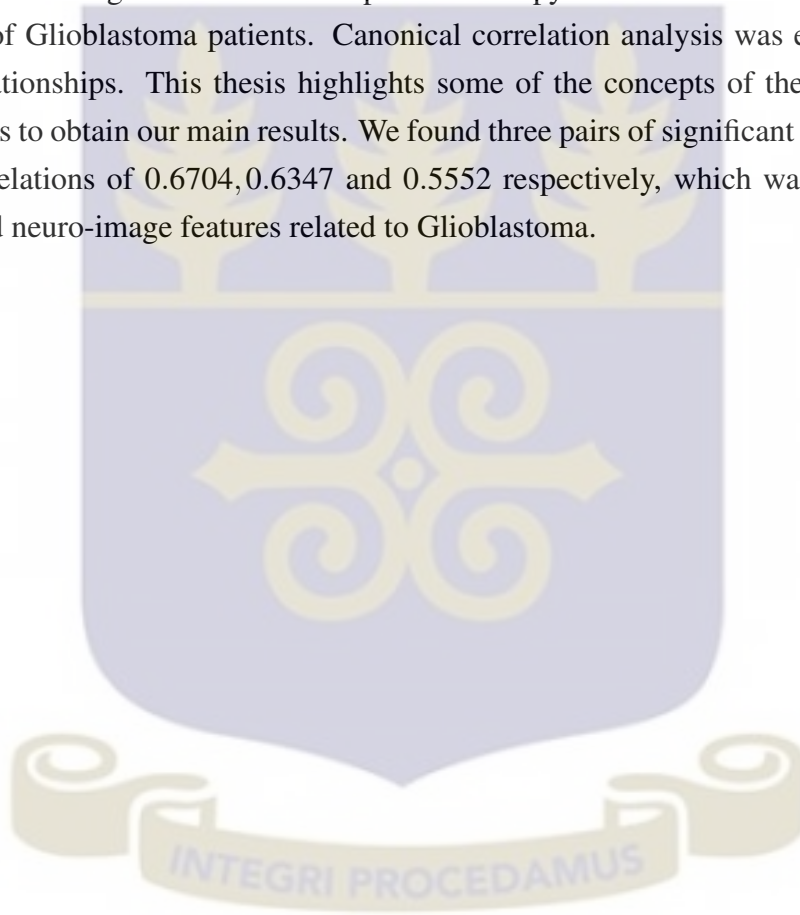 of Glioblastoma patients. Canonical correlation analysis was
tionships. This thesis highlights some of the concepts of the
s to obtain our main results. We found three pairs of significant
elations of 0.6704, 0.6347 and 0.5552 respectively, which wa
neuro-image features related to Glioblastoma.
INTEGRI PROCEDAMUS